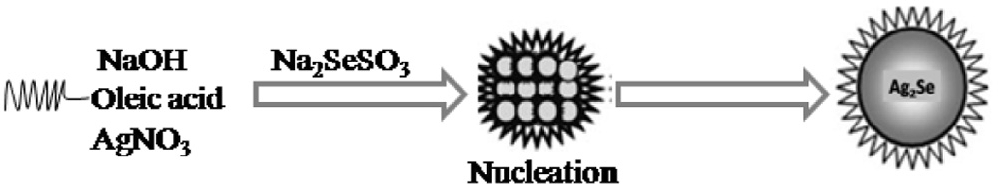 NaOH
Oleic acid
AgNO₃
Na₂SeSO₃
Nucleation
Ag₂Se